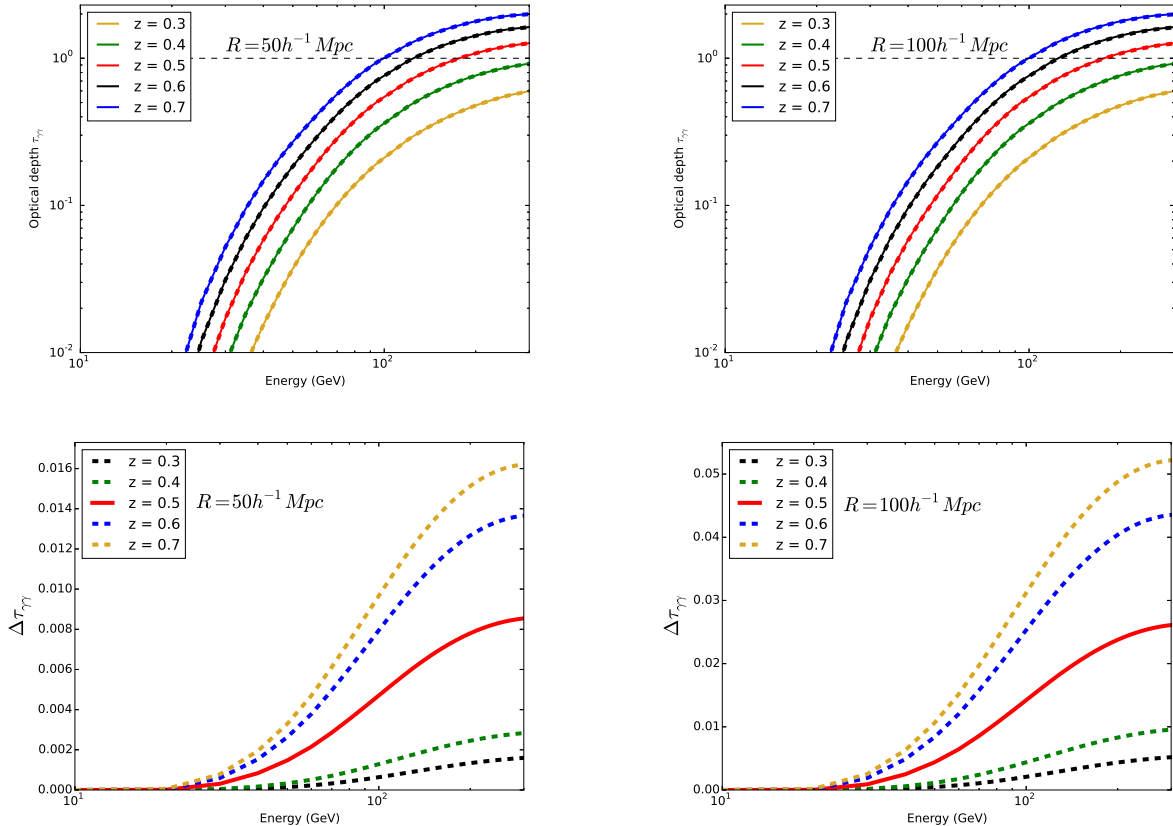 z = 0.3
z = 0.4
z = 0.5
z = 0.6
z = 0.7
R = 50h⁻¹ Mpc
10⁰
10⁻¹
10⁻²
Optical depth τγγ
10¹
10²
Energy (GeV)
z = 0.3
z = 0.4
z = 0.5
z = 0.6
z = 0.7
R = 100h⁻¹ Mpc
10⁰
10⁻¹
10⁻²
Optical depth τγγ
10¹
10²
Energy (GeV)
z = 0.3
z = 0.4
z = 0.5
z = 0.6
z = 0.7
R = 50h⁻¹ Mpc
0.016
0.014
0.012
0.010
0.008
0.006
0.004
0.002
0.000
Δτγγ
10¹
10²
Energy (GeV)
z = 0.3
z = 0.4
z = 0.5
z = 0.6
z = 0.7
R = 100h⁻¹ Mpc
0.05
0.04
0.03
0.02
0.01
0.00
Δτγγ
10¹
10²
Energy (GeV)